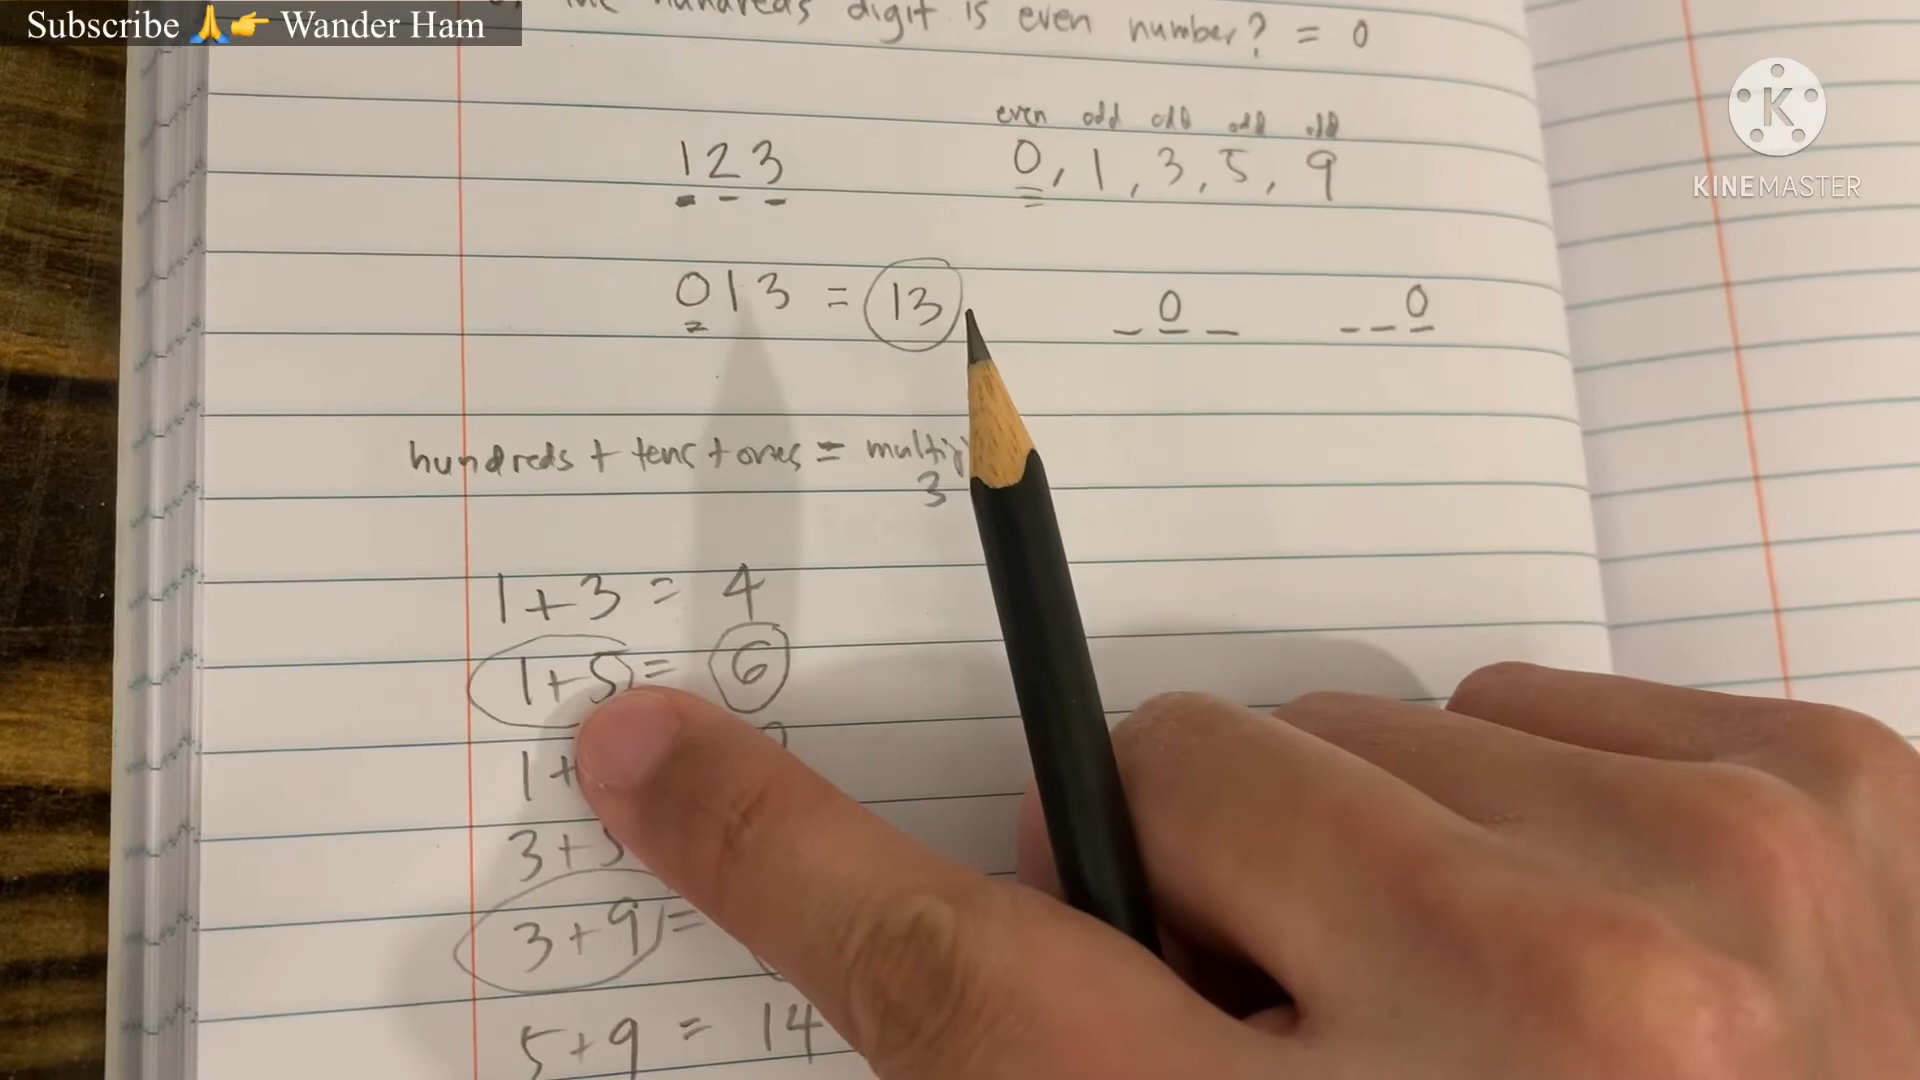 Subscribe 🙏👉 Wander Ham
hundreds digit is even number? = 0
KINEMASTER
even odd odd odd odd
123 0, 1, 3, 5, 9
013 = 13 _ 0 _ _ _ 0
hundreds + tens + ones =
3
1+3 = 4
1+5 = 6
1+
3+5
3+9 =
5+9 = 14